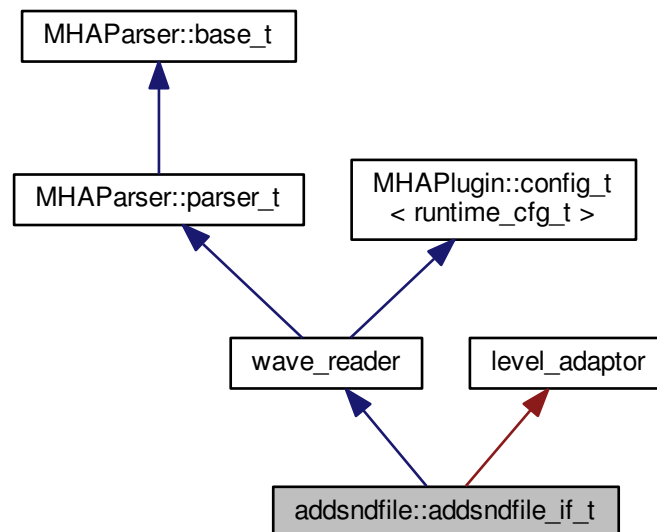 MHAParser::base_t
MHAParser::parser_t
MHAPlugin::config_t
< runtime_cfg_t >
wave_reader
level_adaptor
addsndfile::addsndfile_if_t